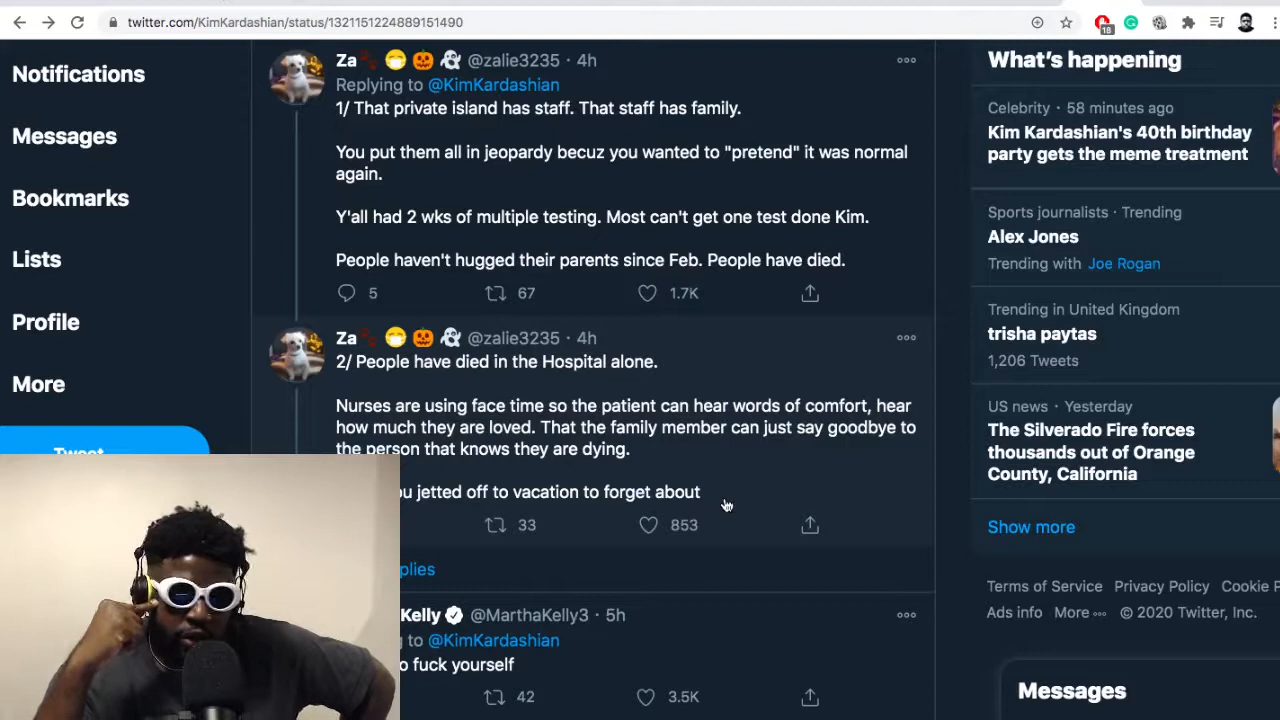 twitter.com/KimKardashian/status/1321151224889151490
18
Notifications
Messages
Bookmarks
Lists
Profile
More
Tweet
Za @zalie3235 · 4h
Replying to @KimKardashian
1/ That private island has staff. That staff has family.
You put them all in jeopardy becuz you wanted to "pretend" it was normal
again.
Y'all had 2 wks of multiple testing. Most can't get one test done Kim.
People haven't hugged their parents since Feb. People have died.
5 67 1.7K
Za @zalie3235 · 4h
2/ People have died in the Hospital alone.
Nurses are using face time so the patient can hear words of comfort, hear
how much they are loved. That the family member can just say goodbye to
the person that knows they are dying.
ou jetted off to vacation to forget about
33 853
plies
Kelly @MarthaKelly3 · 5h
g to @KimKardashian
o fuck yourself
42 3.5K
What's happening
Celebrity · 58 minutes ago
Kim Kardashian's 40th birthday
party gets the meme treatment
Sports journalists · Trending
Alex Jones
Trending with Joe Rogan
Trending in United Kingdom
trisha paytas
1,206 Tweets
US news · Yesterday
The Silverado Fire forces
thousands out of Orange
County, California
Show more
Terms of Service Privacy Policy Cookie P
Ads info More © 2020 Twitter, Inc.
Messages